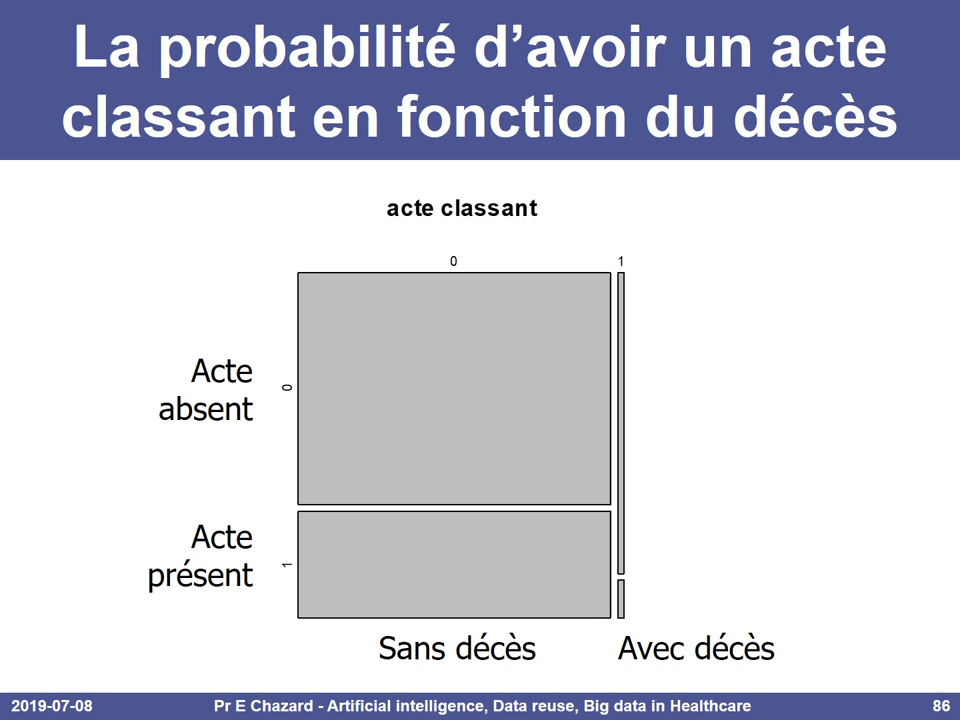 La probabilité d’avoir un acte
classant en fonction du décès
acte classant
0
1
Acte
absent
0
Acte
présent
1
Sans décès
Avec décès
2019-07-08
Pr E Chazard - Artificial intelligence, Data reuse, Big data in Healthcare
86